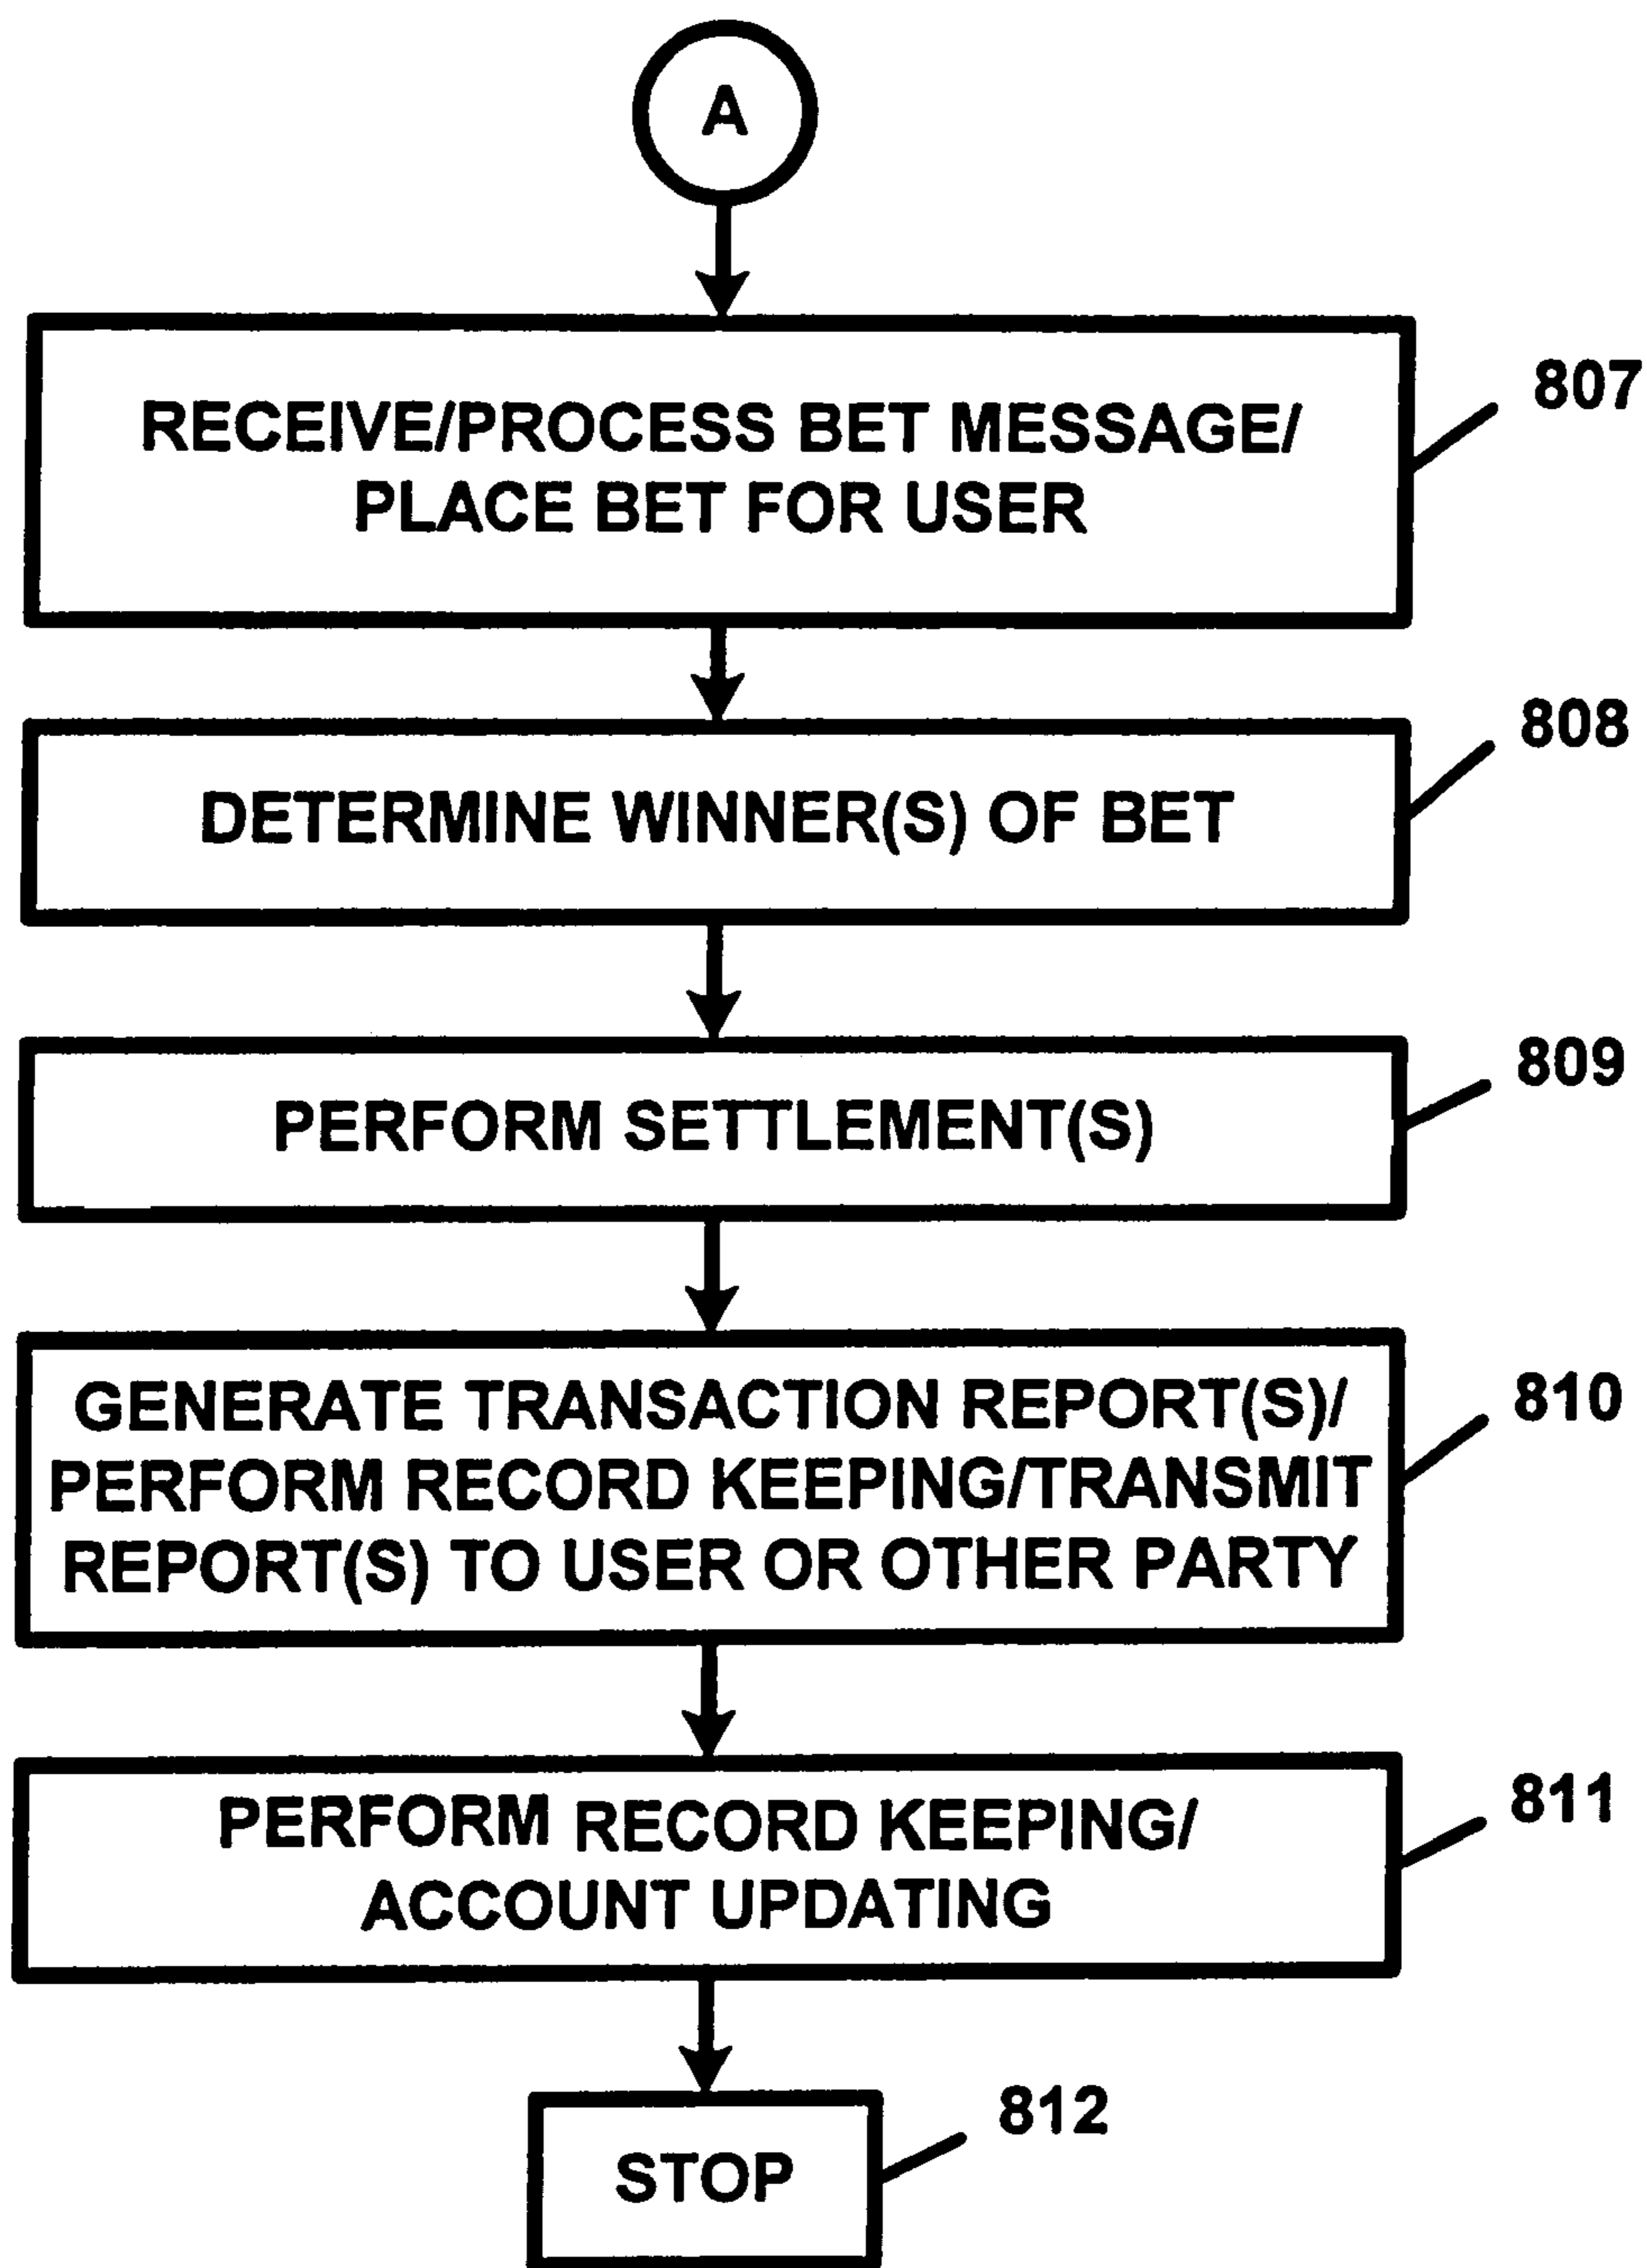 A
807
RECEIVE/PROCESS BET MESSAGE/
PLACE BET FOR USER
808
DETERMINE WINNER(S) OF BET
809
PERFORM SETTLEMENT(S)
810
GENERATE TRANSACTION REPORT(S)/
PERFORM RECORD KEEPING/TRANSMIT
REPORT(S) TO USER OR OTHER PARTY
811
PERFORM RECORD KEEPING/
ACCOUNT UPDATING
812
STOP